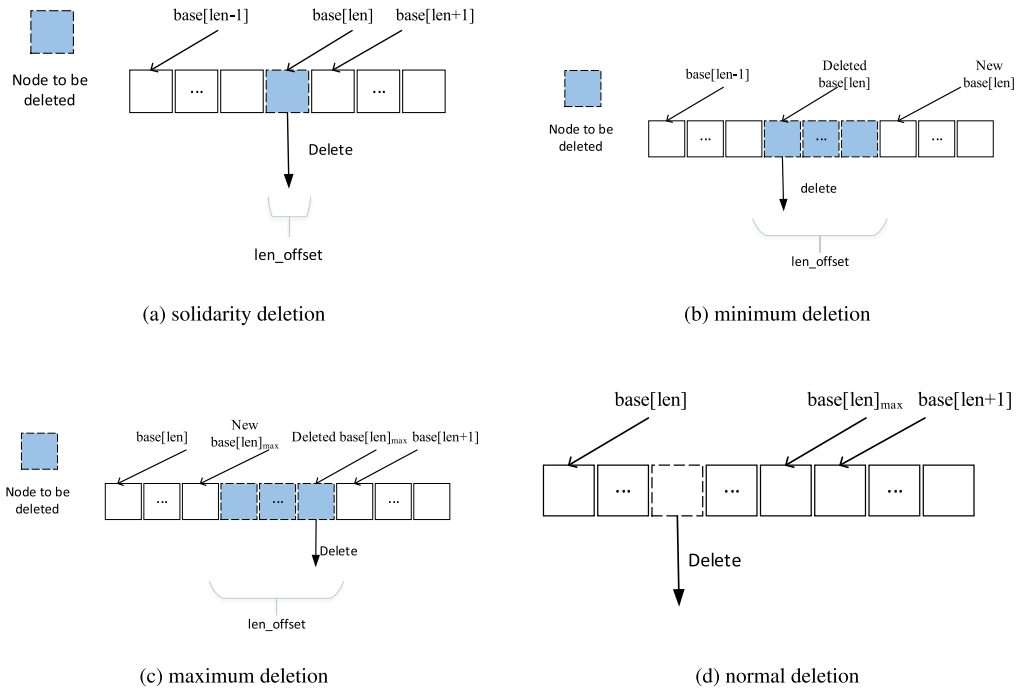 base[len-1]
base[len]
base[len+1]
Node to be
deleted
...
...
Delete
len_offset
(a) solidarity deletion
base[len-1]
Deleted
base[len]
New
base[len]
Node to be
deleted
...
...
...
delete
len_offset
(b) minimum deletion
base[len]
New
base[len]max
Deleted base[len]max
base[len+1]
Node to be
deleted
...
...
...
Delete
len_offset
(c) maximum deletion
base[len]
base[len]max
base[len+1]
...
...
...
Delete
(d) normal deletion